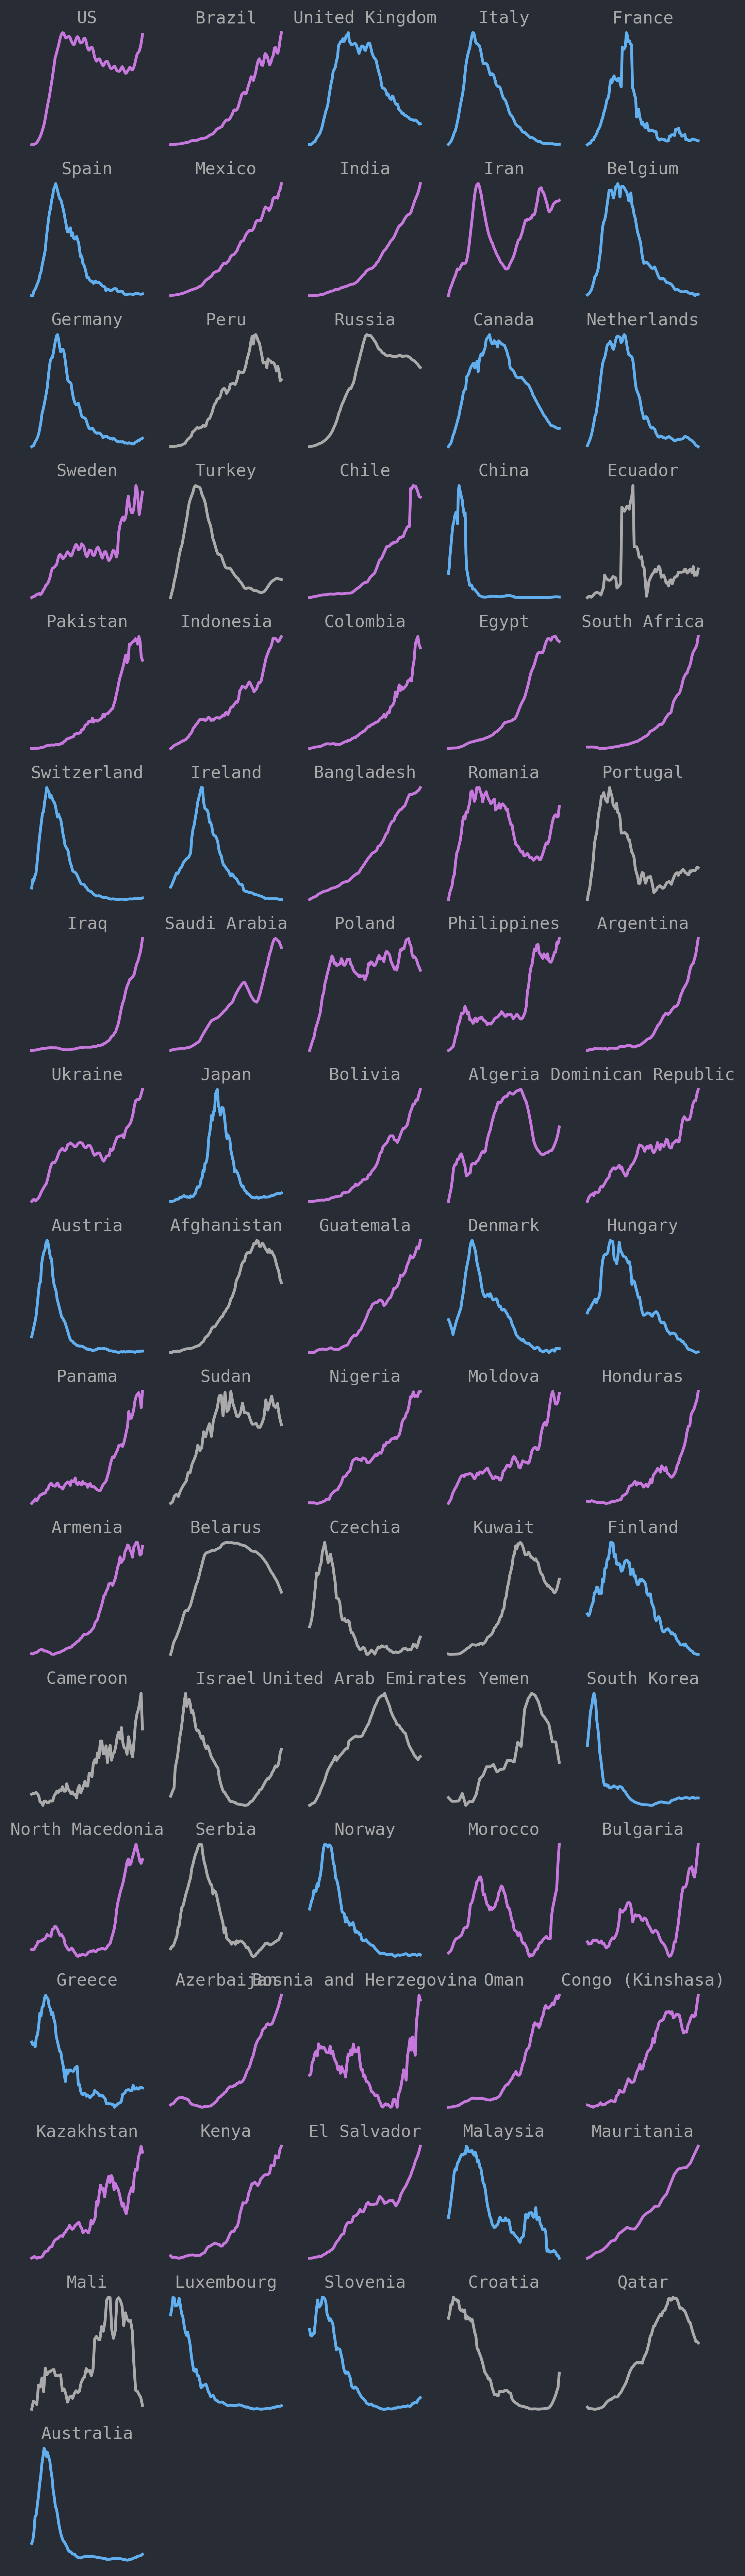 US Brazil United Kingdom Italy France
Spain Mexico India Iran Belgium
Germany Peru Russia Canada Netherlands
Sweden Turkey Chile China Ecuador
Pakistan Indonesia Colombia Egypt South Africa
Switzerland Ireland Bangladesh Romania Portugal
Iraq Saudi Arabia Poland Philippines Argentina
Ukraine Japan Bolivia Algeria Dominican Republic
Austria Afghanistan Guatemala Denmark Hungary
Panama Sudan Nigeria Moldova Honduras
Armenia Belarus Czechia Kuwait Finland
Cameroon Israel United Arab Emirates Yemen South Korea
North Macedonia Serbia Norway Morocco Bulgaria
Greece Azerbaijan Bosnia and Herzegovina Oman Congo (Kinshasa)
Kazakhstan Kenya El Salvador Malaysia Mauritania
Mali Luxembourg Slovenia Croatia Qatar
Australia